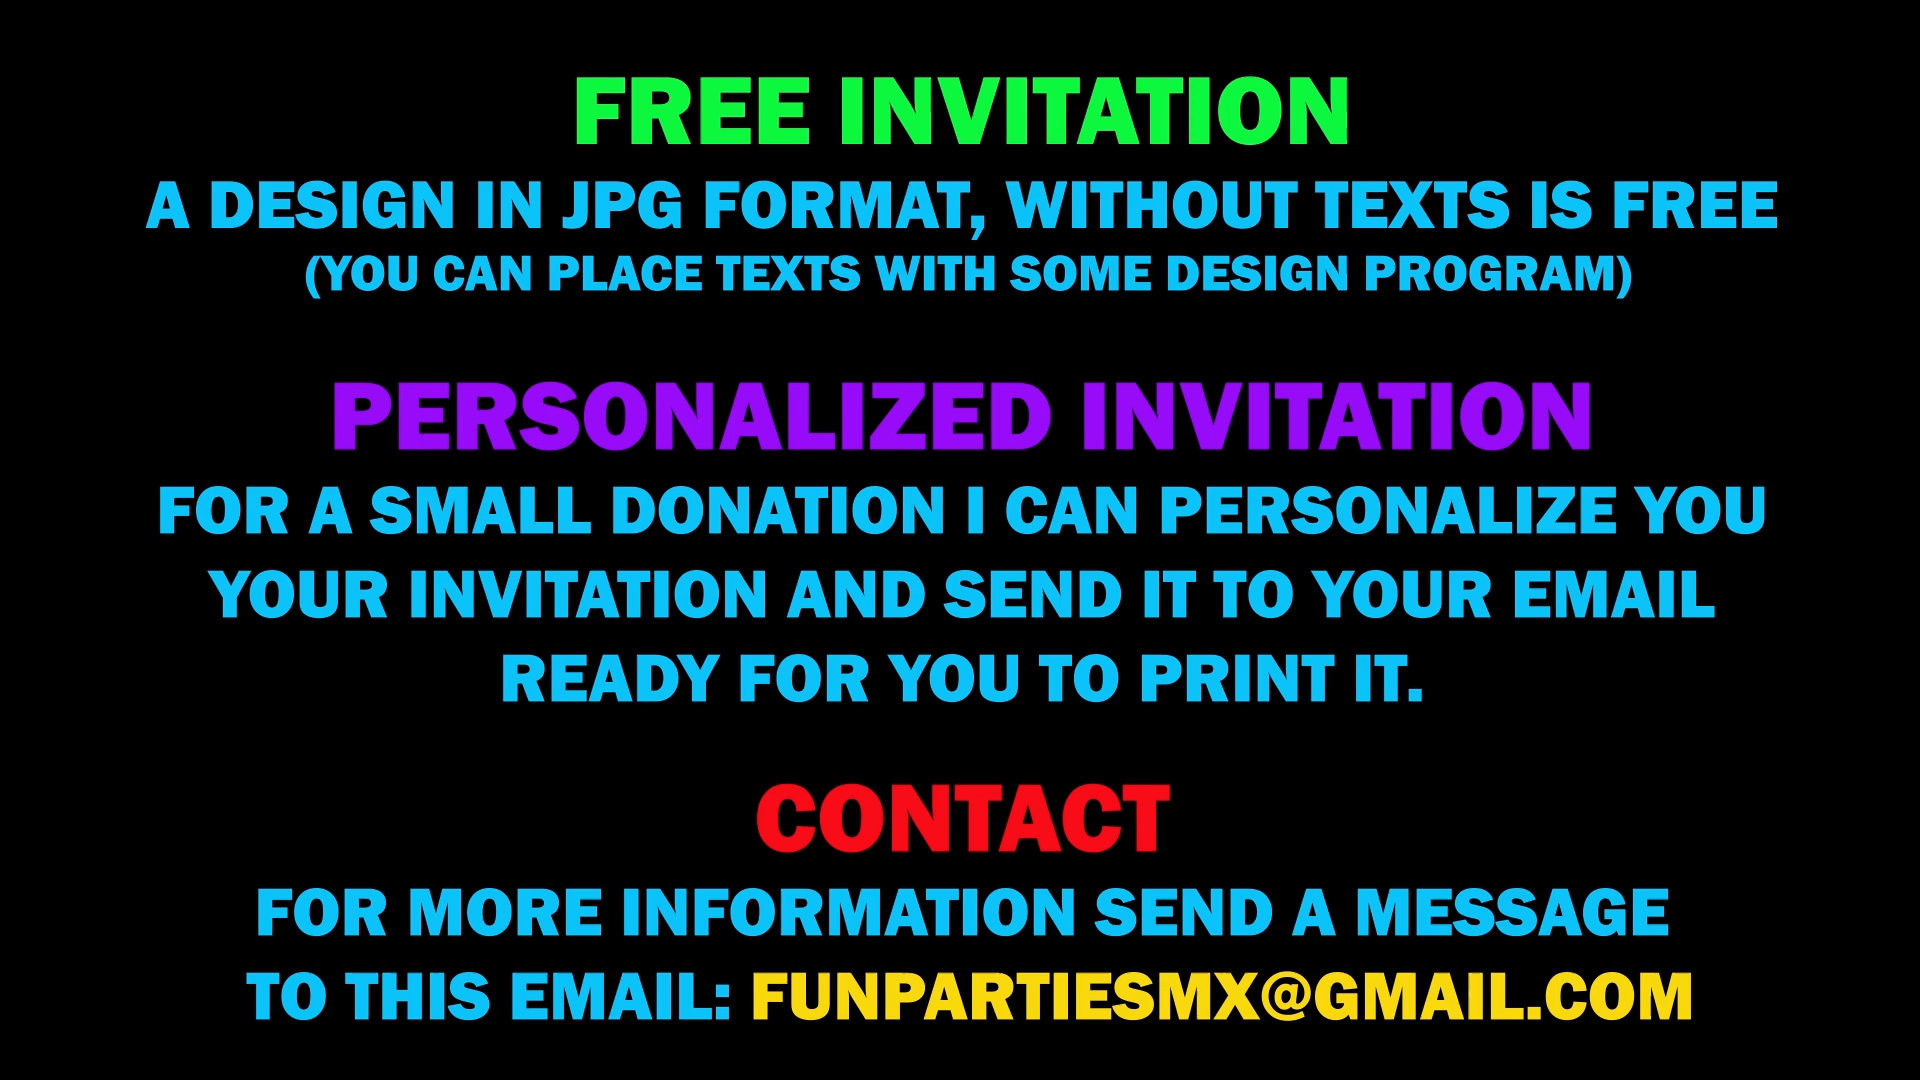 FREE INVITATION
A DESIGN IN JPG FORMAT, WITHOUT TEXTS IS FREE
(YOU CAN PLACE TEXTS WITH SOME DESIGN PROGRAM)
PERSONALIZED INVITATION
FOR A SMALL DONATION I CAN PERSONALIZE YOU
YOUR INVITATION AND SEND IT TO YOUR EMAIL
READY FOR YOU TO PRINT IT.
CONTACT
FOR MORE INFORMATION SEND A MESSAGE
TO THIS EMAIL: FUNPARTIESMX@GMAIL.COM